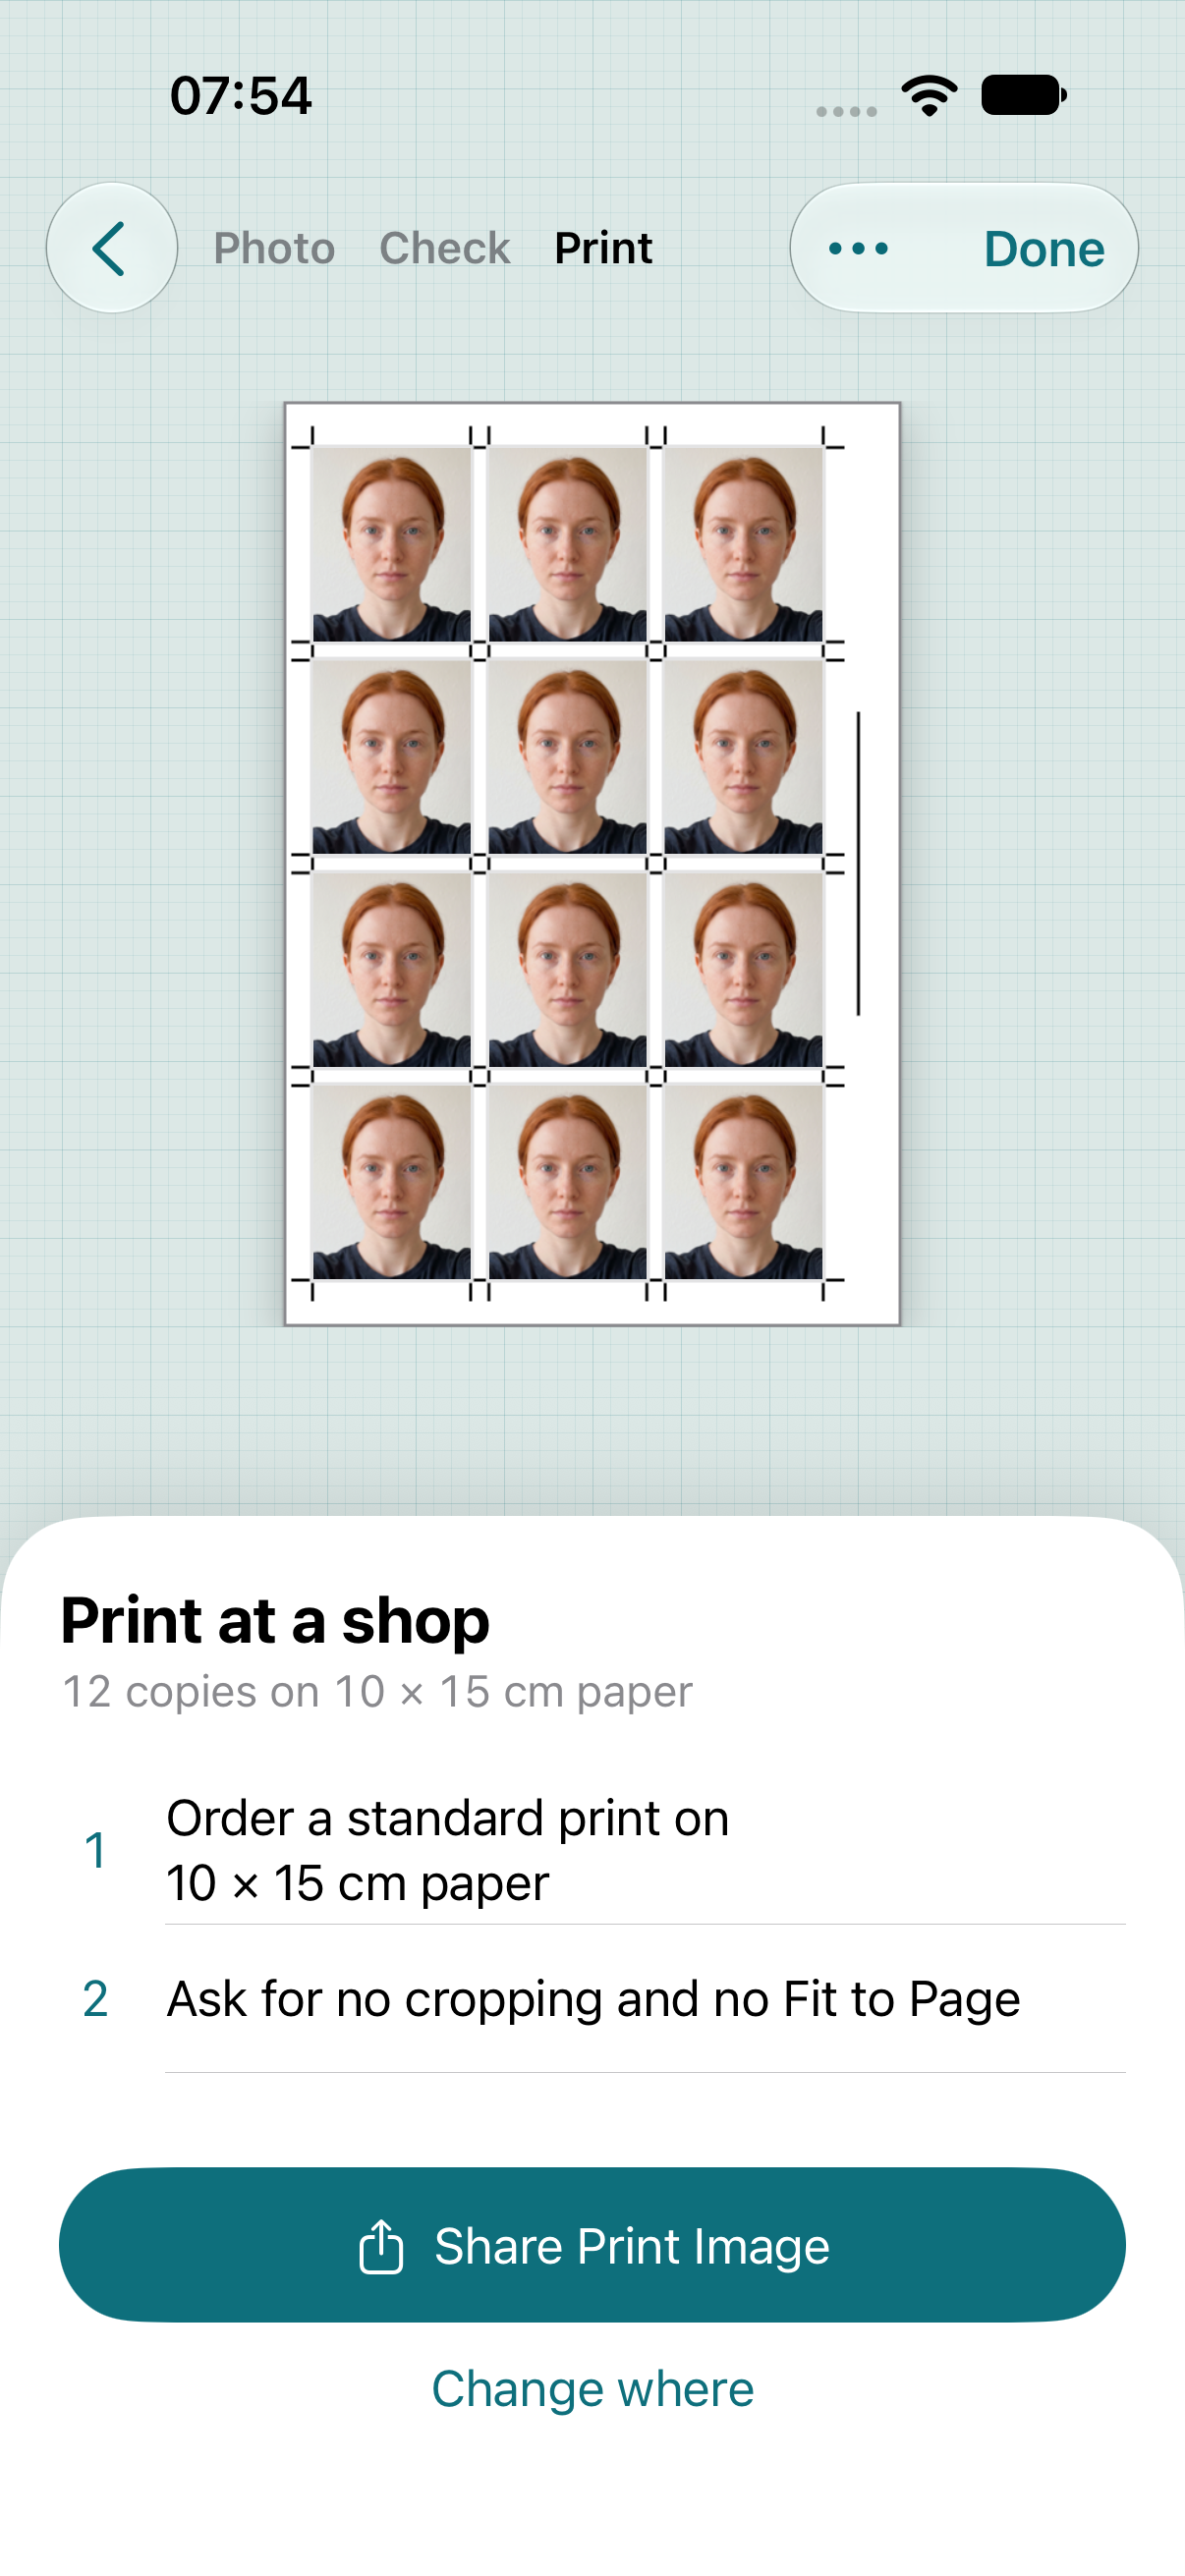 07:54
Photo Check Print
Done
Print at a shop
12 copies on 10 × 15 cm paper
1
Order a standard print on
10 × 15 cm paper
2
Ask for no cropping and no Fit to Page
Share Print Image
Change where